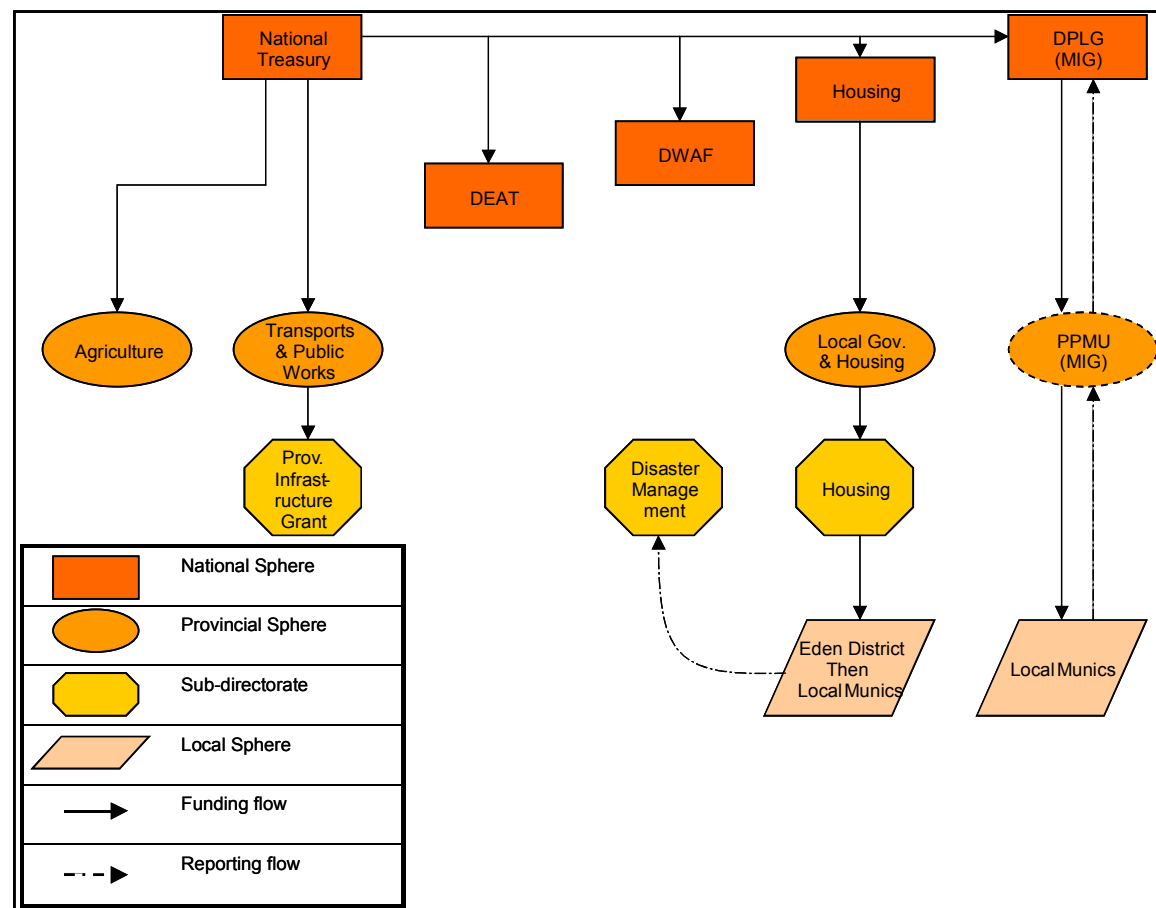 National
Treasury
DPLG
(MIG)
Housing
DWAF
DEAT
Agriculture
Transports
& Public
Works
Local Gov.
& Housing
PPMU
(MIG)
Prov.
Infrast-
ructure
Grant
Disaster
Manage
ment
Housing
Eden District
Then
Local Munics
Local Munics
National Sphere
Provincial Sphere
Sub-directorate
Local Sphere
Funding flow
Reporting flow